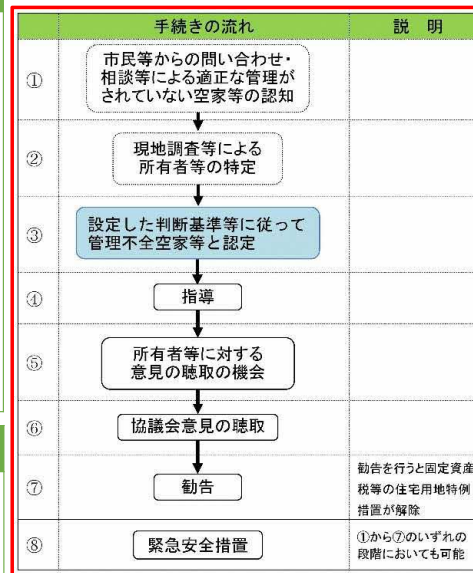 手続きの流れ
説 明
①
市民等からの問い合わせ・
相談等による適正な管理が
されていない空家等の認知
②
現地調査等による
所有者等の特定
③
設定した判断基準等に従って
管理不全空家等と認定
④
指導
⑤
所有者等に対する
意見の聴取の機会
⑥
協議会意見の聴取
⑦
勧告
勧告を行うと固定資産
税等の住宅用地特例
措置が解除
⑧
緊急安全措置
①から⑦のいずれの
段階においても可能